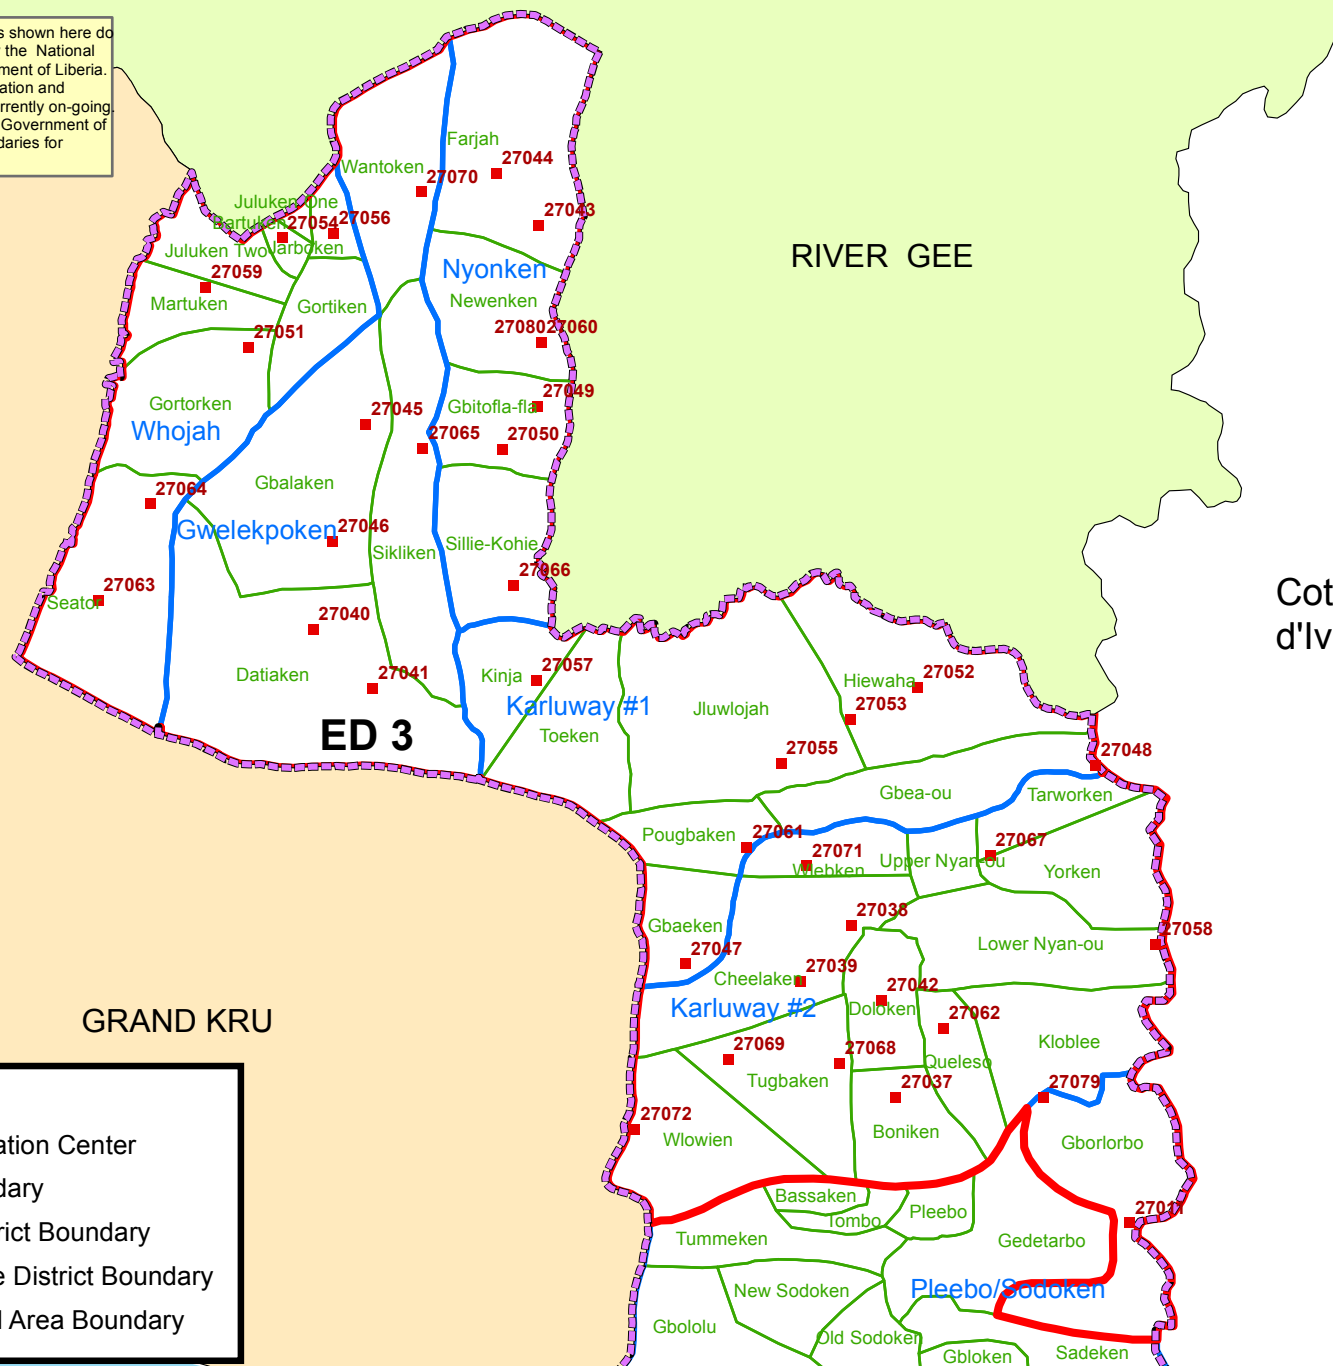 s shown here do
r the National
ment of Liberia.
ation and
rrently on-going.
Government of
daries for
Farjah
Wantoken
27044
27070
Juluken One
27043
Bartuken
27054
27056
Juluken Two
Jarboken
RIVER GEE
27059
Nyonken
Martuken
Gortiken
Newenken
27051
27080
27060
Gortorken
27045
Gbitofla-fla
27049
Whojah
27065
27050
Gbalaken
27064
Gwelekpoken
27046
Sikliken
Sillie-Kohie
27066
27063
Seator
27040
Cot
d'Iv
Datiaken
27041
Kinja
27057
Hiewaha
27052
Karluway #1
Jluwlojah
27053
ED 3
Toeken
27055
27048
Gbea-ou
Tarworken
Pougbaken
27061
27071
Wiebken
Upper Nyan-ou
27067
Yorken
27038
Gbaeken
27058
Lower Nyan-ou
27047
Cheelaken
27039
27042
Karluway #2
Doloken
27062
GRAND KRU
Kloblee
27069
27068
Queleso
Tugbaken
27037
27079
27072
Wlowien
Boniken
Gborlorbo
ation Center
dary
rict Boundary
e District Boundary
l Area Boundary
Bassaken
Tombo
Pleebo
27011
Tummeken
Gedetarbo
New Sodoken
Pleebo/Sodoken
Gbololu
Old Sodoken
Gbloken
Sadeken